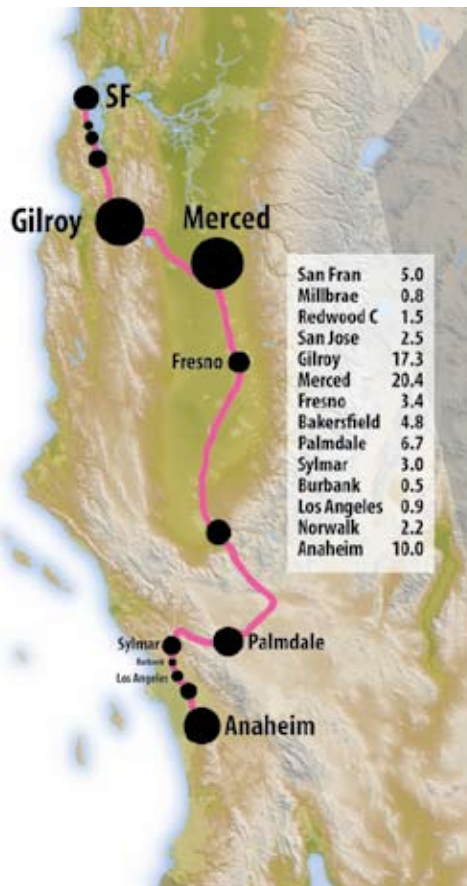 SF
Gilroy
Merced
San Fran 5.0
Millbrae 0.8
Redwood C 1.5
San Jose 2.5
Gilroy 17.3
Merced 20.4
Fresno 3.4
Bakersfield 4.8
Palmdale 6.7
Sylmar 3.0
Burbank 0.5
Los Angeles 0.9
Norwalk 2.2
Anaheim 10.0
Fresno
Sylmar
Palmdale
Burbank
Los Angeles
Anaheim